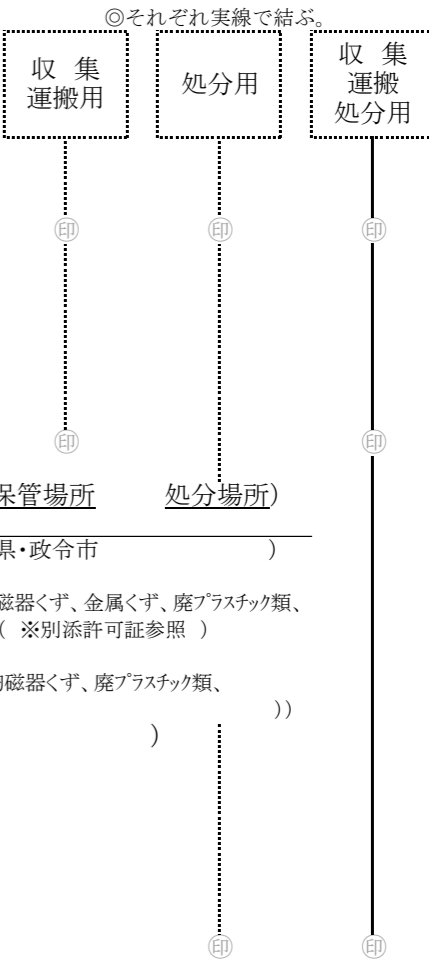 ◎それぞれ実線で結ぶ。
収 集
運搬用
処分用
収 集
運搬
処分用
㊞ ㊞ ㊞
㊞ ㊞
保管場所 処分場所)
県・政令市 )
磁器くず、金属くず、廃プラスチック類、
( ※別添許可証参照 )
磁器くず、廃プラスチック類、
))
)
㊞ ㊞